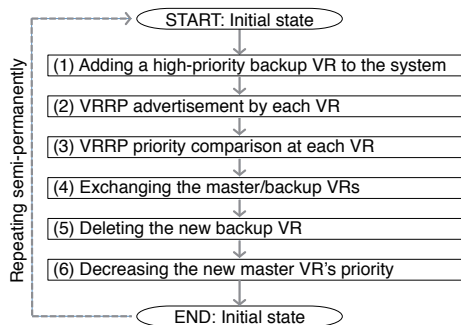 START: Initial state
(1) Adding a high-priority backup VR to the system
(2) VRRP advertisement by each VR
(3) VRRP priority comparison at each VR
(4) Exchanging the master/backup VRs
(5) Deleting the new backup VR
(6) Decreasing the new master VR's priority
END: Initial state
Repeating semi-permanently